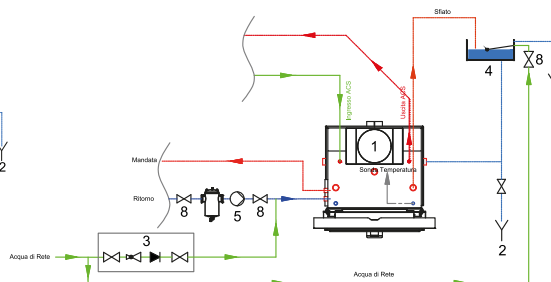 Sfiato
8
4
Ingresso ACS
Uscita ACS
1
2
Mandata
Sonda Temperatura
Ritorno
8
5
8
3
2
Acqua di Rete
Acqua di Rete